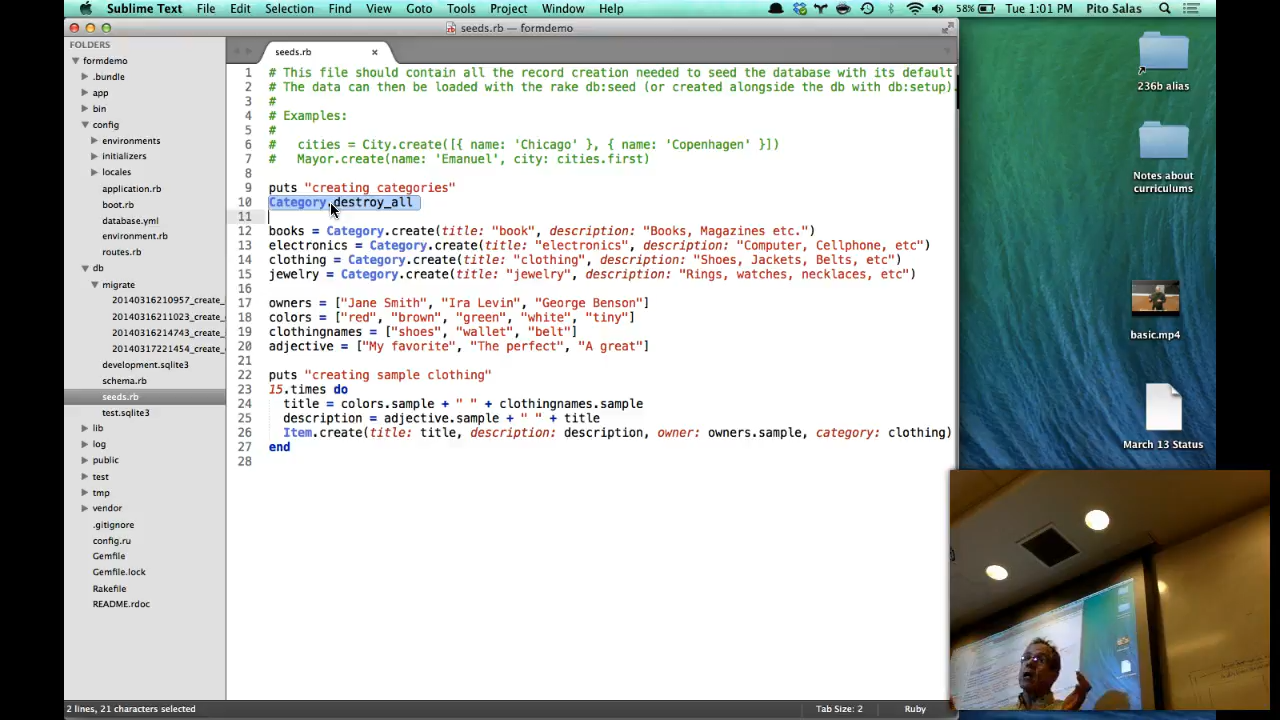 Sublime Text File Edit Selection Find View Goto Tools Project Window Help 58% Tue 1:01 PM Pito Salas
seeds.rb — formdemo
FOLDERS
formdemo
.bundle
app
bin
config
environments
initializers
locales
application.rb
boot.rb
database.yml
environment.rb
routes.rb
db
migrate
20140316210957_create_
20140316211023_create_
20140316214743_create_
20140317221454_create_
development.sqlite3
schema.rb
seeds.rb
test.sqlite3
lib
log
public
test
tmp
vendor
.gitignore
config.ru
Gemfile
Gemfile.lock
Rakefile
README.rdoc
seeds.rb
1 # This file should contain all the record creation needed to seed the database with its default
2 # The data can then be loaded with the rake db:seed (or created alongside the db with db:setup).
3 #
4 # Examples:
5 #
6 #   cities = City.create([{ name: 'Chicago' }, { name: 'Copenhagen' }])
7 #   Mayor.create(name: 'Emanuel', city: cities.first)
8
9 puts "creating categories"
10 Category.destroy_all
11
12 books = Category.create(title: "book", description: "Books, Magazines etc.")
13 electronics = Category.create(title: "electronics", description: "Computer, Cellphone, etc")
14 clothing = Category.create(title: "clothing", description: "Shoes, Jackets, Belts, etc")
15 jewelry = Category.create(title: "jewelry", description: "Rings, watches, necklaces, etc")
16
17 owners = ["Jane Smith", "Ira Levin", "George Benson"]
18 colors = ["red", "brown", "green", "white", "tiny"]
19 clothingnames = ["shoes", "wallet", "belt"]
20 adjective = ["My favorite", "The perfect", "A great"]
21
22 puts "creating sample clothing"
23 15.times do
24   title = colors.sample + " " + clothingnames.sample
25   description = adjective.sample + " " + title
26   Item.create(title: title, description: description, owner: owners.sample, category: clothing)
27 end
28
236b alias
Notes about
curriculums
basic.mp4
March 13 Status
2 lines, 21 characters selected Tab Size: 2 Ruby